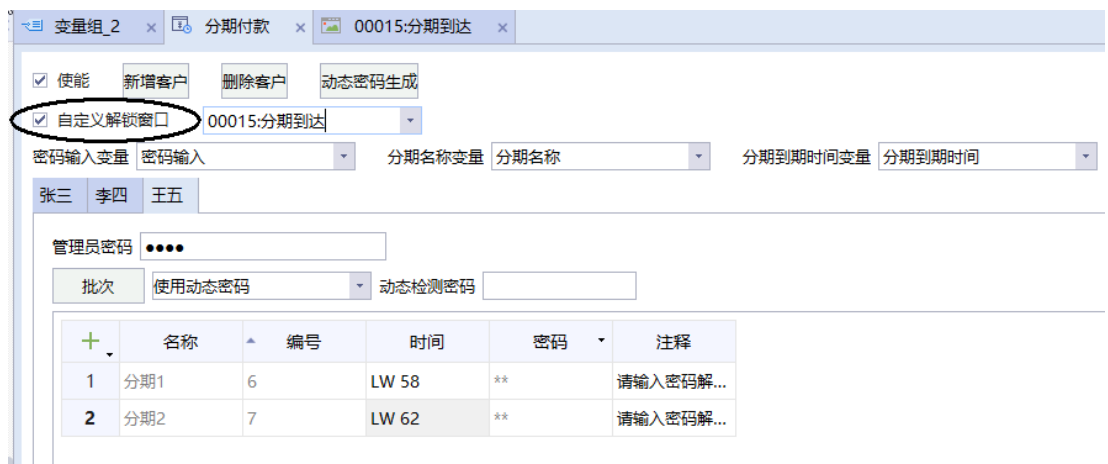 变量组_2 分期付款 00015:分期到达
使能 新增客户 删除客户 动态密码生成
自定义解锁窗口 00015:分期到达
密码输入变量 密码输入 分期名称变量 分期名称 分期到期时间变量 分期到期时间
张三 李四 王五
管理员密码 ●●●●
批次 使用动态密码 动态检测密码
名称 编号 时间 密码 注释
1 分期1 6 LW 58 ** 请输入密码解...
2 分期2 7 LW 62 ** 请输入密码解...